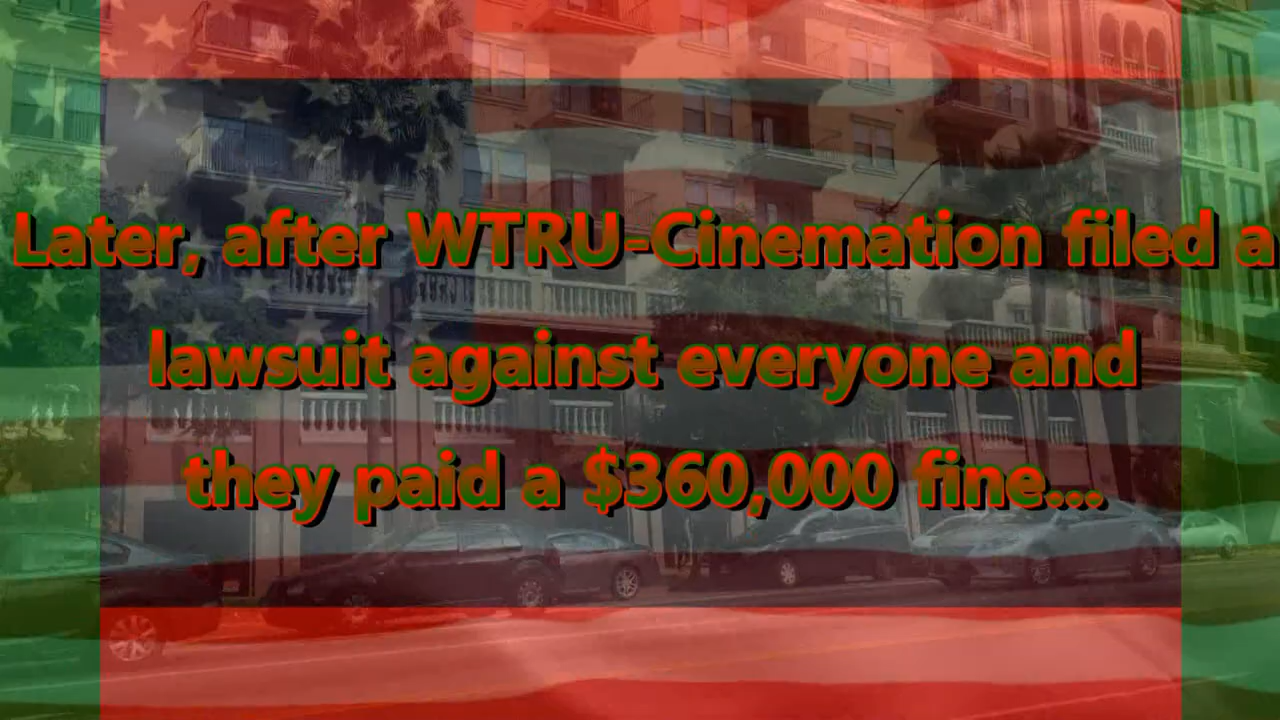 Later, after WTRU-Cinemation filed a
lawsuit against everyone and
they paid a $360,000 fine...